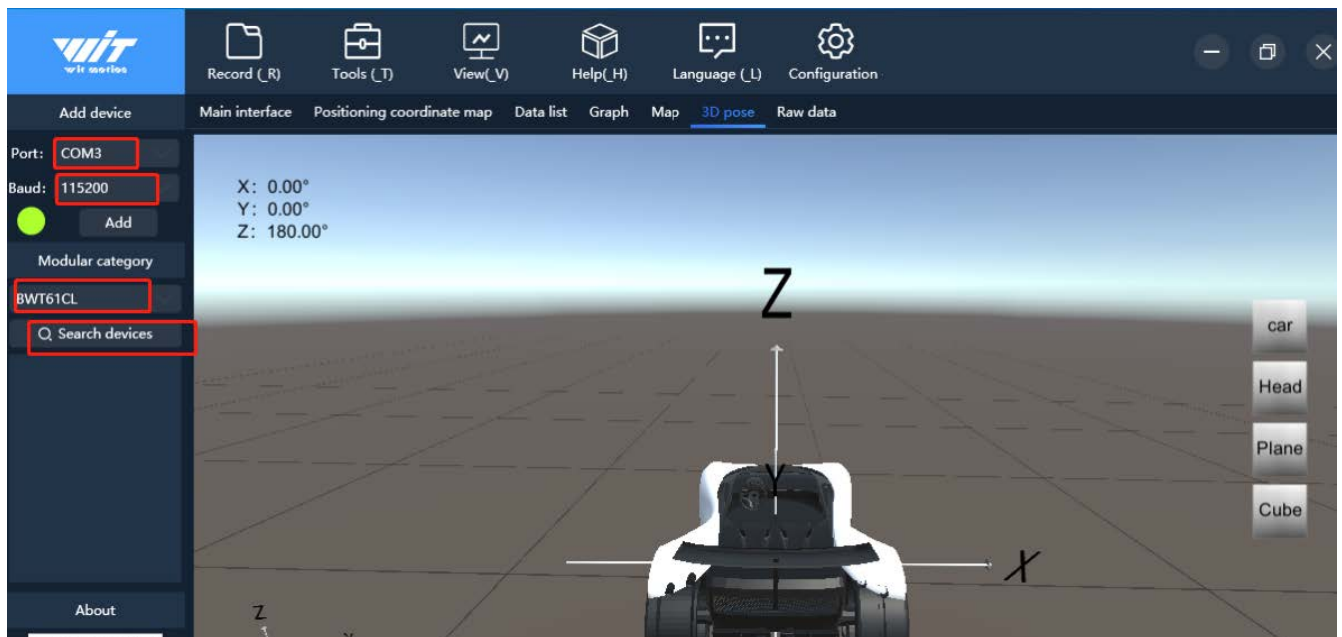 WIT
wit motion
Record (_R)
Tools (_T)
View(_V)
Help(_H)
Language (_L)
Configuration
Add device
Main interface
Positioning coordinate map
Data list
Graph
Map
3D pose
Raw data
Port: COM3
Baud: 115200
Add
Modular category
BWT61CL
Search devices
About
X: 0.00°
Y: 0.00°
Z: 180.00°
Z
Y
X
Z
car
Head
Plane
Cube